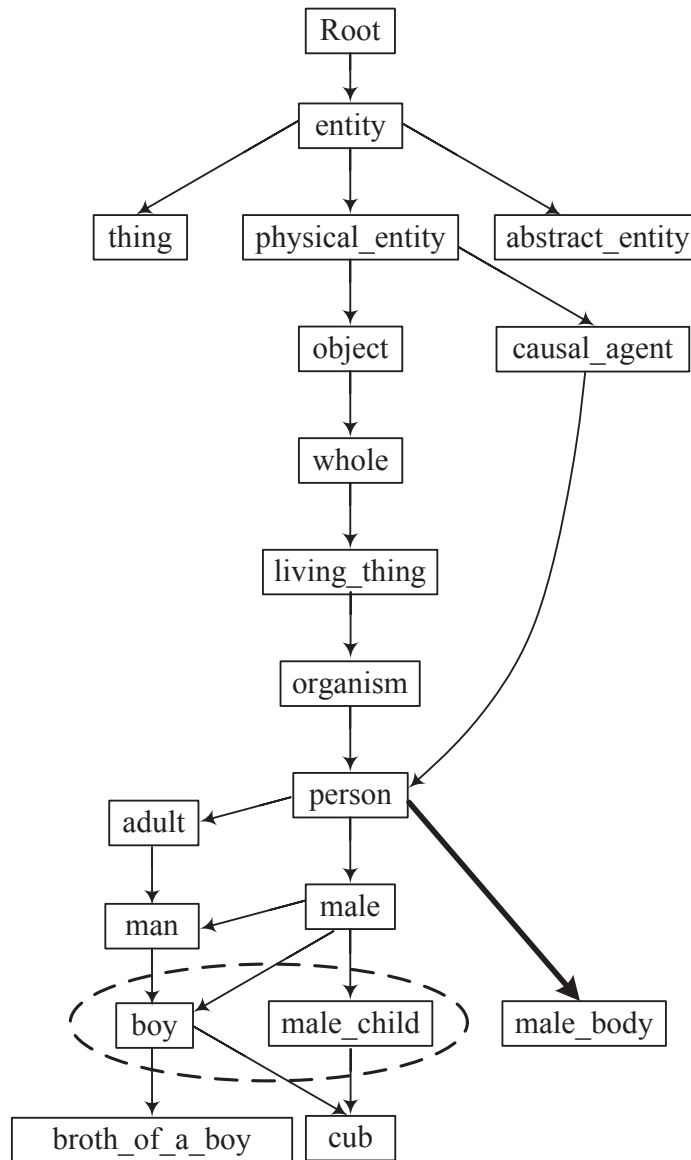 Root
entity
thing
physical_entity
abstract_entity
object
causal_agent
whole
living_thing
organism
person
adult
male
man
boy
male_child
male_body
broth_of_a_boy
cub